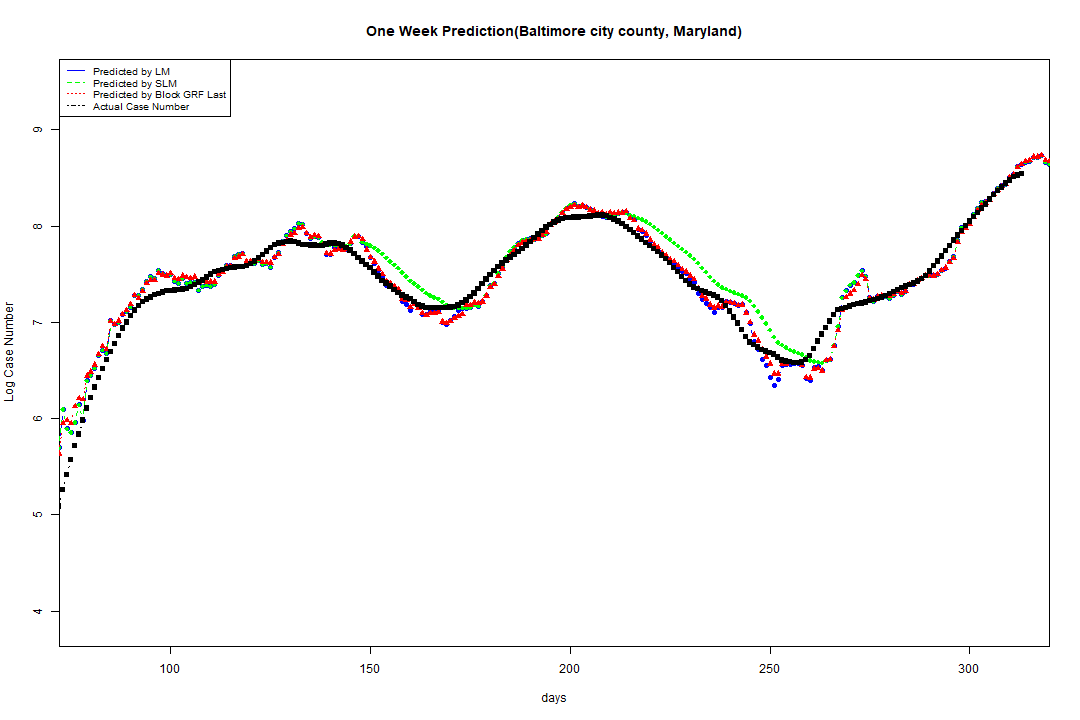 One Week Prediction(Baltimore city county, Maryland)
Predicted by LM
Predicted by SLM
Predicted by Block GRF Last
Actual Case Number
9
8
7
6
5
4
Log Case Number
100 150 200 250 300
days